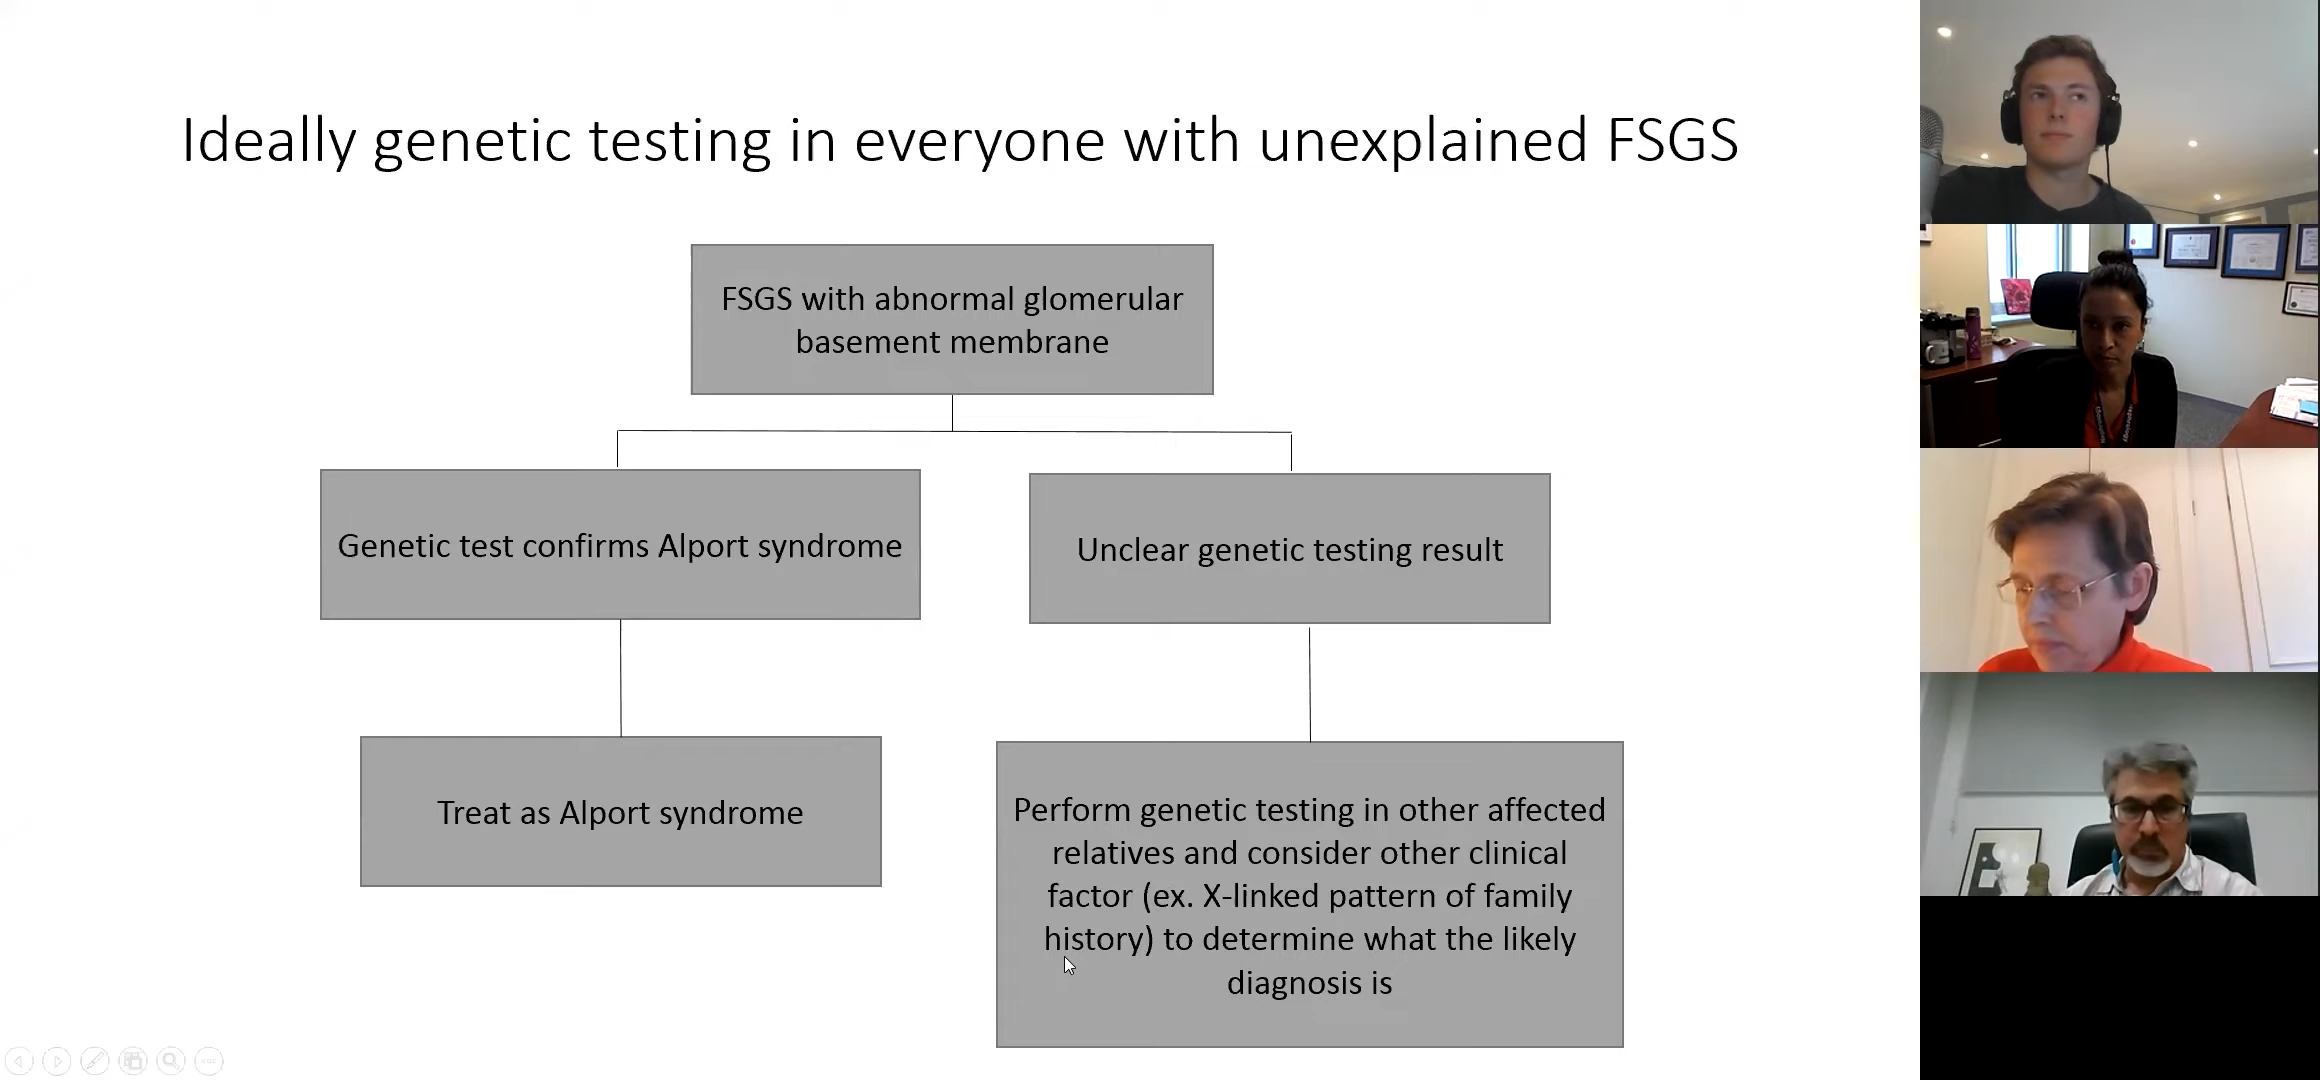 Ideally genetic testing in everyone with unexplained FSGS
FSGS with abnormal glomerular
basement membrane
Genetic test confirms Alport syndrome
Unclear genetic testing result
Treat as Alport syndrome
Perform genetic testing in other affected
relatives and consider other clinical
factor (ex. X-linked pattern of family
history) to determine what the likely
diagnosis is